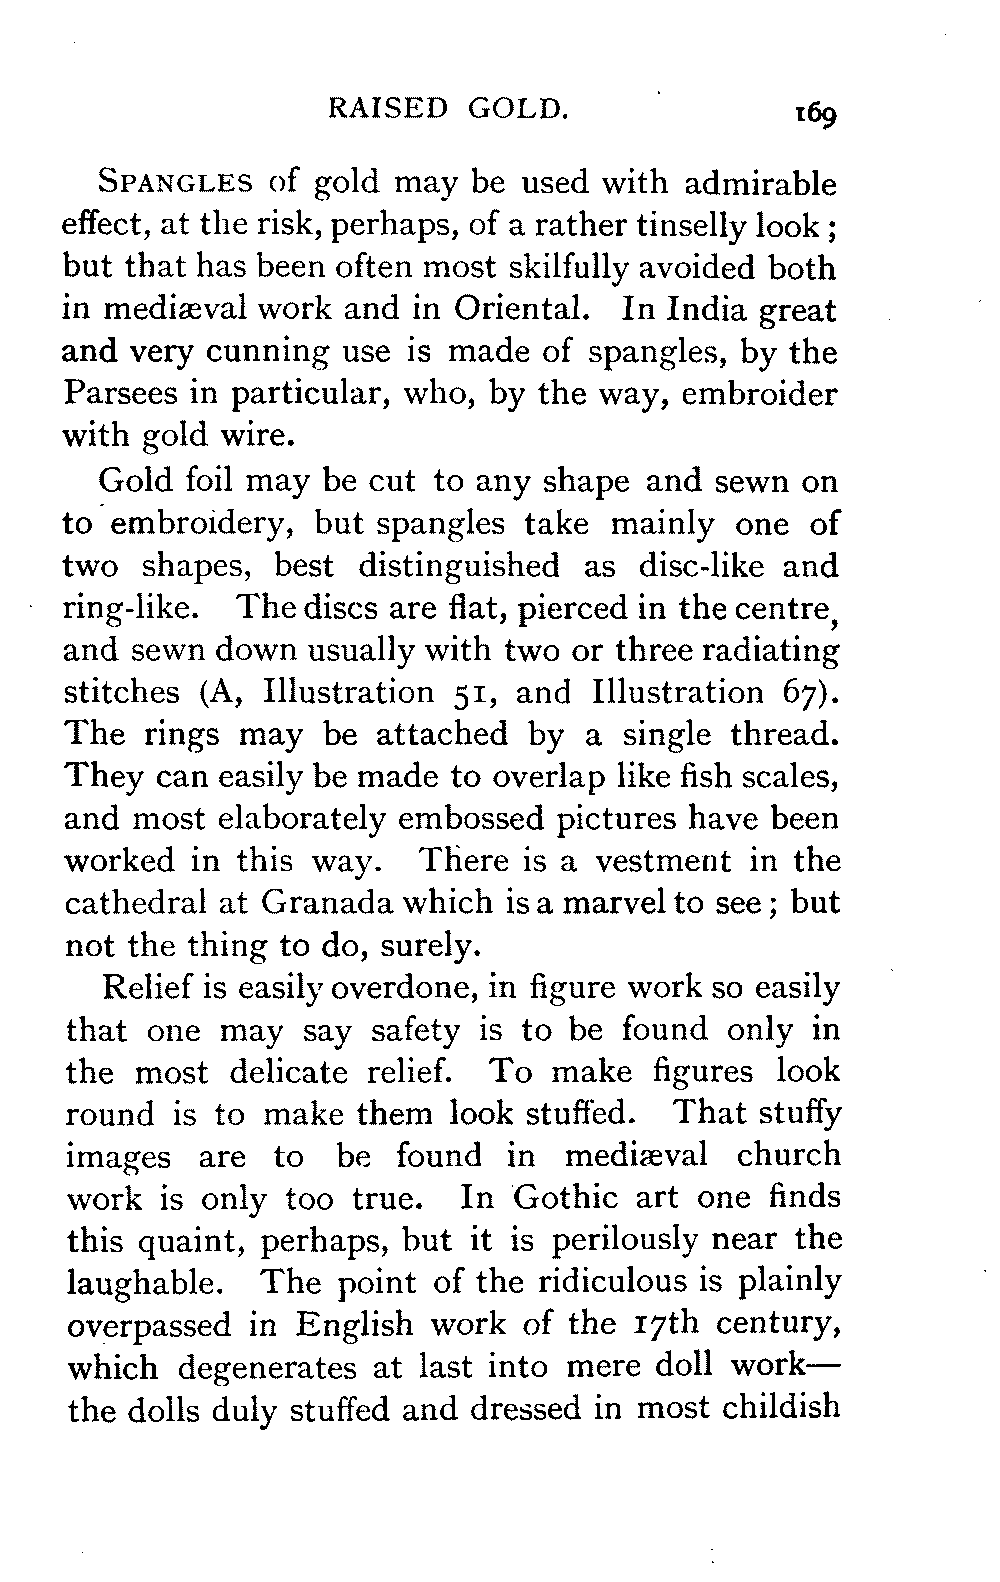 RAISED GOLD. 169
SPANGLES of gold may be used with admirable
effect, at the risk, perhaps, of a rather tinselly look ;
but that has been often most skilfully avoided both
in mediæval work and in Oriental. In India great
and very cunning use is made of spangles, by the
Parsees in particular, who, by the way, embroider
with gold wire.
Gold foil may be cut to any shape and sewn on
to embroidery, but spangles take mainly one of
two shapes, best distinguished as disc-like and
ring-like. The discs are flat, pierced in the centre,
and sewn down usually with two or three radiating
stitches (A, Illustration 51, and Illustration 67).
The rings may be attached by a single thread.
They can easily be made to overlap like fish scales,
and most elaborately embossed pictures have been
worked in this way. There is a vestment in the
cathedral at Granada which is a marvel to see ; but
not the thing to do, surely.
Relief is easily overdone, in figure work so easily
that one may say safety is to be found only in
the most delicate relief. To make figures look
round is to make them look stuffed. That stuffy
images are to be found in mediæval church
work is only too true. In Gothic art one finds
this quaint, perhaps, but it is perilously near the
laughable. The point of the ridiculous is plainly
overpassed in English work of the 17th century,
which degenerates at last into mere doll work—
the dolls duly stuffed and dressed in most childish